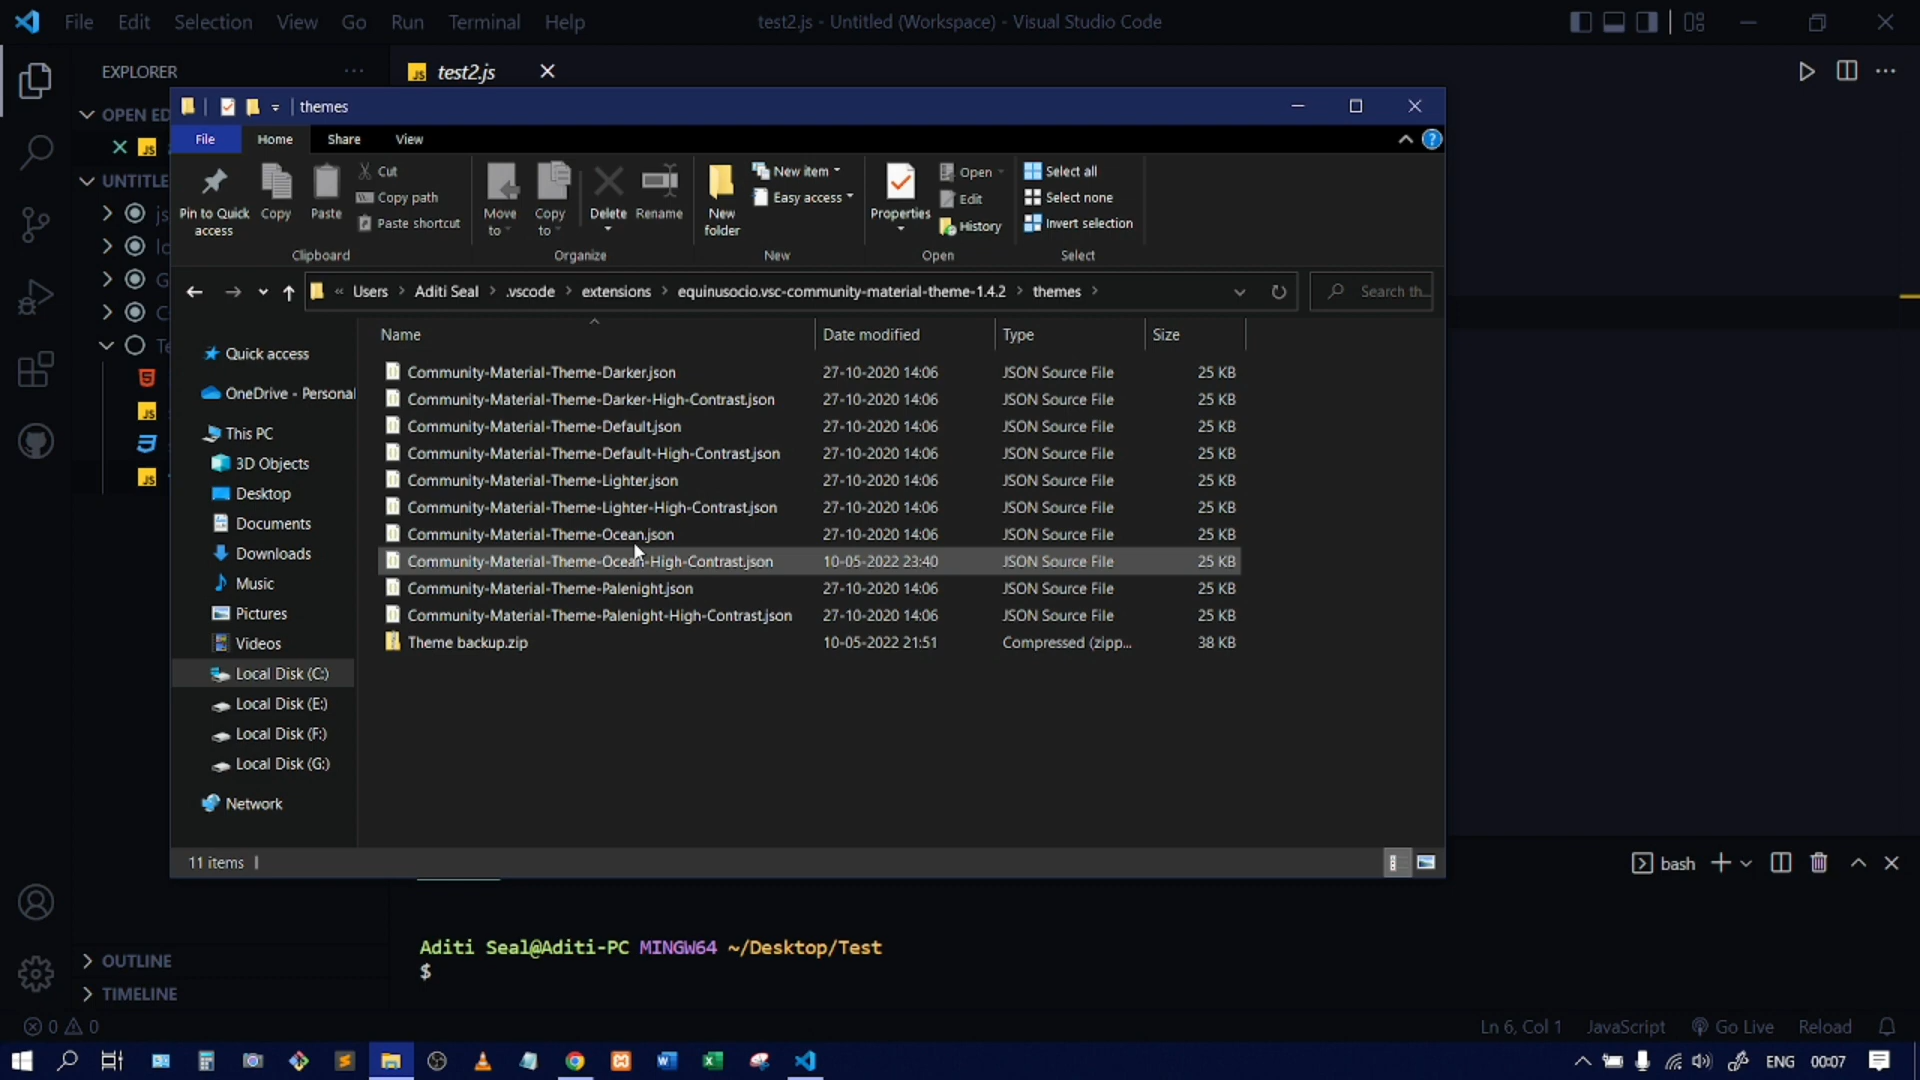 File Edit Selection View Go Run Terminal Help
test2.js - Untitled (Workspace) - Visual Studio Code
EXPLORER
test2.js
OPEN ED
UNTITLE
themes
File Home Share View
Pin to Quick access
Copy
Paste
Cut
Copy path
Paste shortcut
Clipboard
Move to
Copy to
Delete
Rename
Organize
New folder
New item
Easy access
New
Properties
Open
Edit
History
Open
Select all
Select none
Invert selection
Select
« Users > Aditi Seal > .vscode > extensions > equinusocio.vsc-community-material-theme-1.4.2 > themes >
Search th...
Name Date modified Type Size
Quick access
OneDrive - Personal
This PC
3D Objects
Desktop
Documents
Downloads
Music
Pictures
Videos
Local Disk (C:)
Local Disk (E:)
Local Disk (F:)
Local Disk (G:)
Network
Community-Material-Theme-Darker.json 27-10-2020 14:06 JSON Source File 25 KB
Community-Material-Theme-Darker-High-Contrast.json 27-10-2020 14:06 JSON Source File 25 KB
Community-Material-Theme-Default.json 27-10-2020 14:06 JSON Source File 25 KB
Community-Material-Theme-Default-High-Contrast.json 27-10-2020 14:06 JSON Source File 25 KB
Community-Material-Theme-Lighter.json 27-10-2020 14:06 JSON Source File 25 KB
Community-Material-Theme-Lighter-High-Contrast.json 27-10-2020 14:06 JSON Source File 25 KB
Community-Material-Theme-Ocean.json 27-10-2020 14:06 JSON Source File 25 KB
Community-Material-Theme-Ocean-High-Contrast.json 10-05-2022 23:40 JSON Source File 25 KB
Community-Material-Theme-Palenight.json 27-10-2020 14:06 JSON Source File 25 KB
Community-Material-Theme-Palenight-High-Contrast.json 27-10-2020 14:06 JSON Source File 25 KB
Theme backup.zip 10-05-2022 21:51 Compressed (zipp... 38 KB
11 items
bash
Aditi Seal@Aditi-PC MINGW64 ~/Desktop/Test
$
OUTLINE
TIMELINE
0 0
Ln 6, Col 1 JavaScript Go Live Reload
ENG 00:07